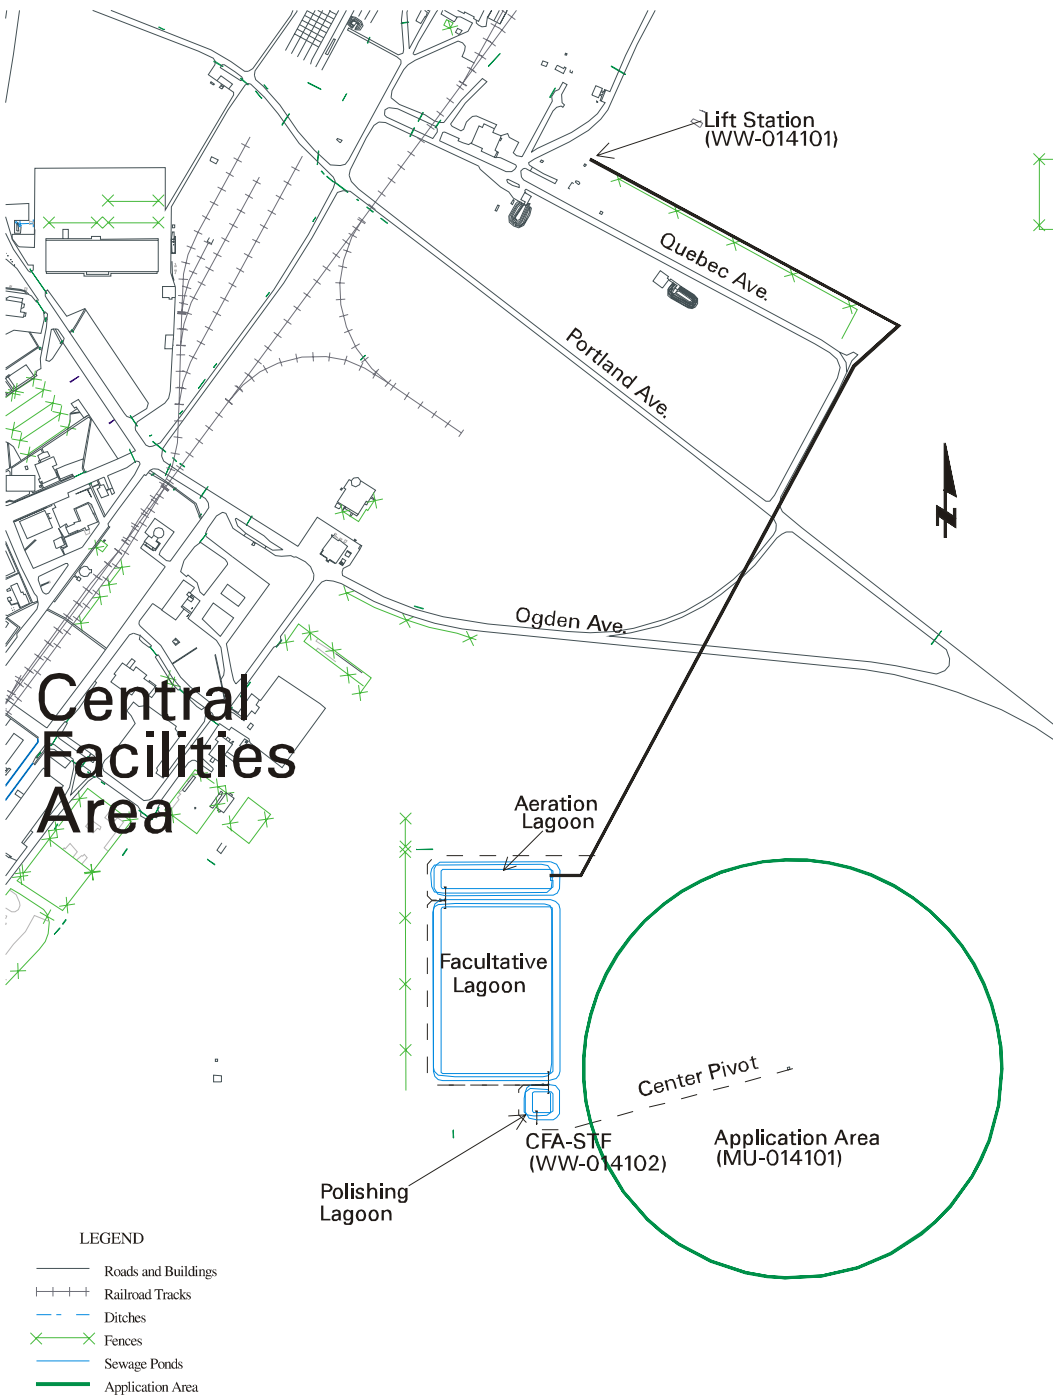 Lift Station
(WW-014101)
Quebec Ave.
Portland Ave.
Ogden Ave.
Central
Facilities
Area
Aeration
Lagoon
Facultative
Lagoon
Center Pivot
CFA-STF
(WW-014102)
Application Area
(MU-014101)
Polishing
Lagoon
LEGEND
Roads and Buildings
Railroad Tracks
Ditches
Fences
Sewage Ponds
Application Area